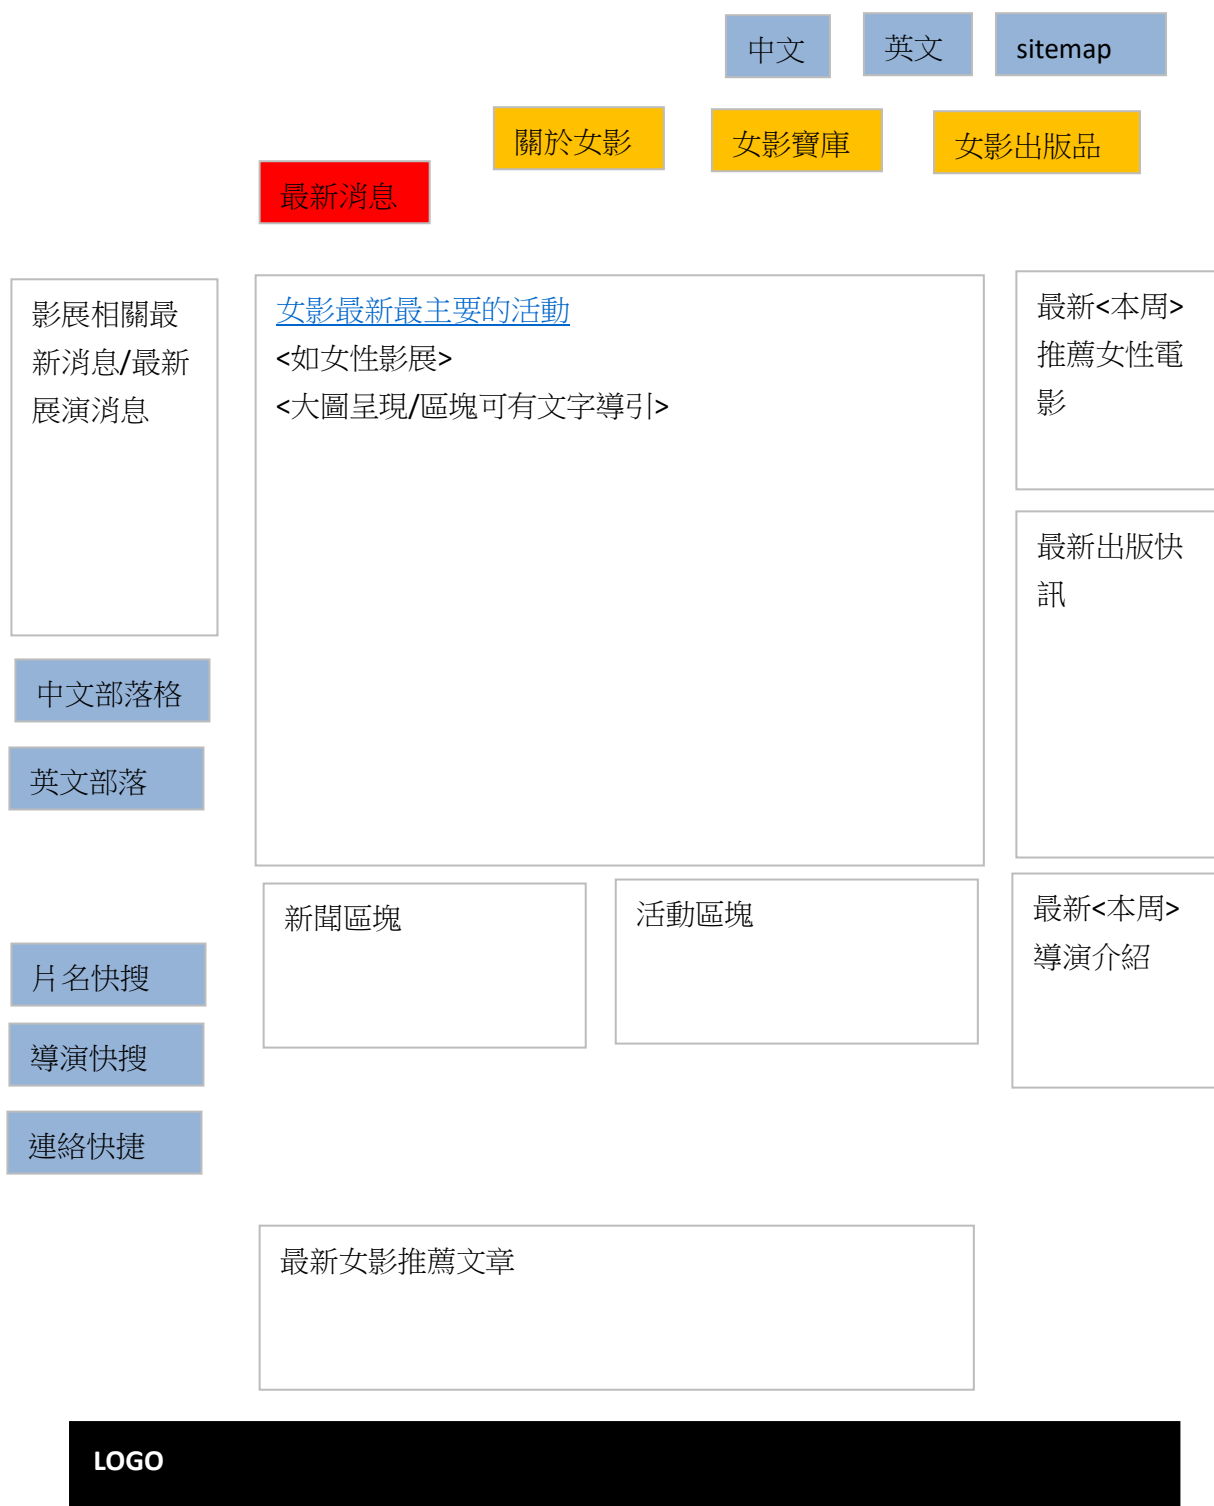 中文
英文
sitemap
關於女影
女影寶庫
女影出版品
最新消息
影展相關最
新消息/最新
展演消息
女影最新最主要的活動
<如女性影展>
<大圖呈現/區塊可有文字導引>
最新<本周>
推薦女性電
影
最新出版快
訊
中文部落格
英文部落
新聞區塊
活動區塊
最新<本周>
導演介紹
片名快搜
導演快搜
連絡快捷
最新女影推薦文章
LOGO